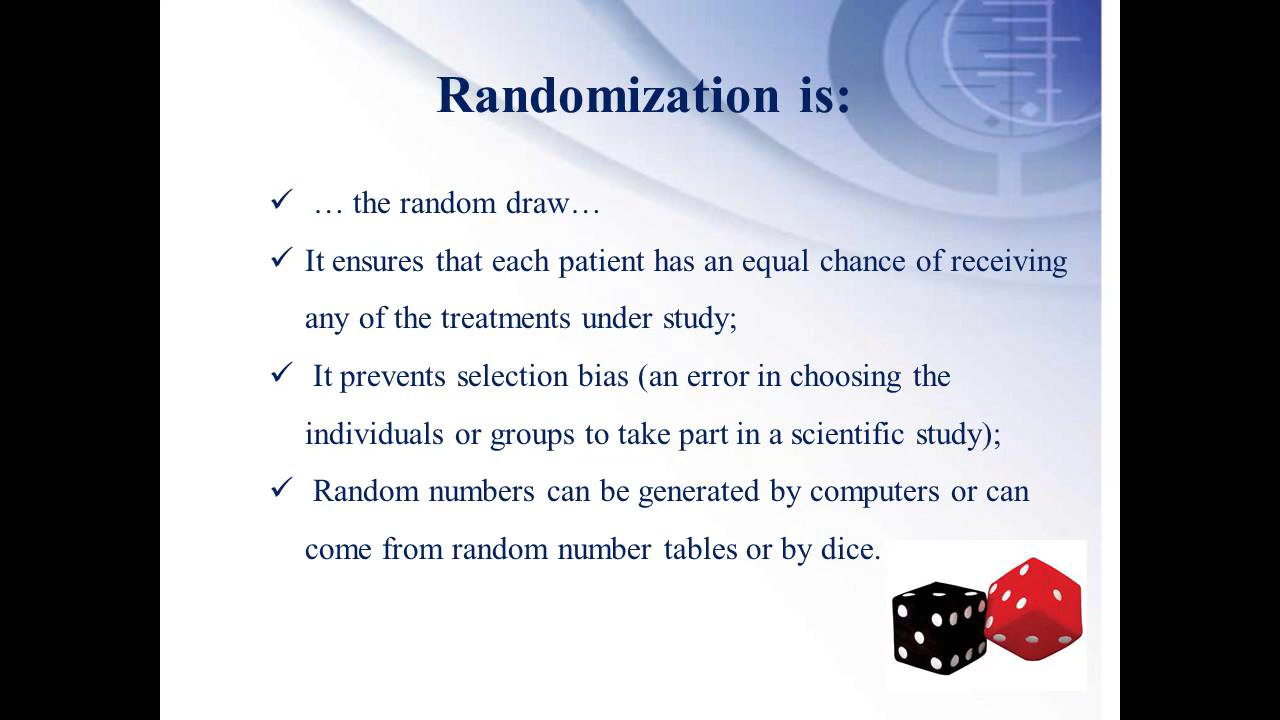 Randomization is:
… the random draw…
It ensures that each patient has an equal chance of receiving
any of the treatments under study;
It prevents selection bias (an error in choosing the
individuals or groups to take part in a scientific study);
Random numbers can be generated by computers or can
come from random number tables or by dice.